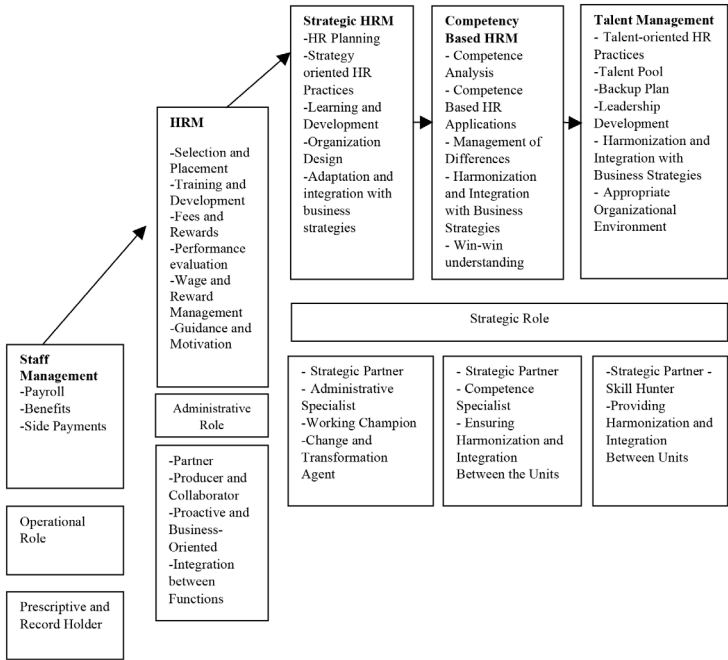 Strategic HRM
-HR Planning
-Strategy
oriented HR
Practices
-Learning and
Development
-Organization
Design
-Adaptation and
integration with
business
strategies
Competency
Based HRM
- Competence
Analysis
- Competence
Based HR
Applications
- Management of
Differences
- Harmonization
and Integration
with Business
Strategies
- Win-win
understanding
Talent Management
- Talent-oriented HR
Practices
-Talent Pool
-Backup Plan
-Leadership
Development
- Harmonization and
Integration with
Business Strategies
- Appropriate
Organizational
Environment
HRM
-Selection and
Placement
-Training and
Development
-Fees and
Rewards
-Performance
evaluation
-Wage and
Reward
Management
-Guidance and
Motivation
Strategic Role
Staff
Management
-Payroll
-Benefits
-Side Payments
Administrative
Role
- Strategic Partner
- Administrative
Specialist
-Working Champion
-Change and
Transformation
Agent
- Strategic Partner
- Competence
Specialist
- Ensuring
Harmonization and
Integration
Between the Units
-Strategic Partner -
Skill Hunter
-Providing
Harmonization and
Integration
Between Units
-Partner
-Producer and
Collaborator
-Proactive and
Business-
Oriented
-Integration
between
Functions
Operational
Role
Prescriptive and
Record Holder